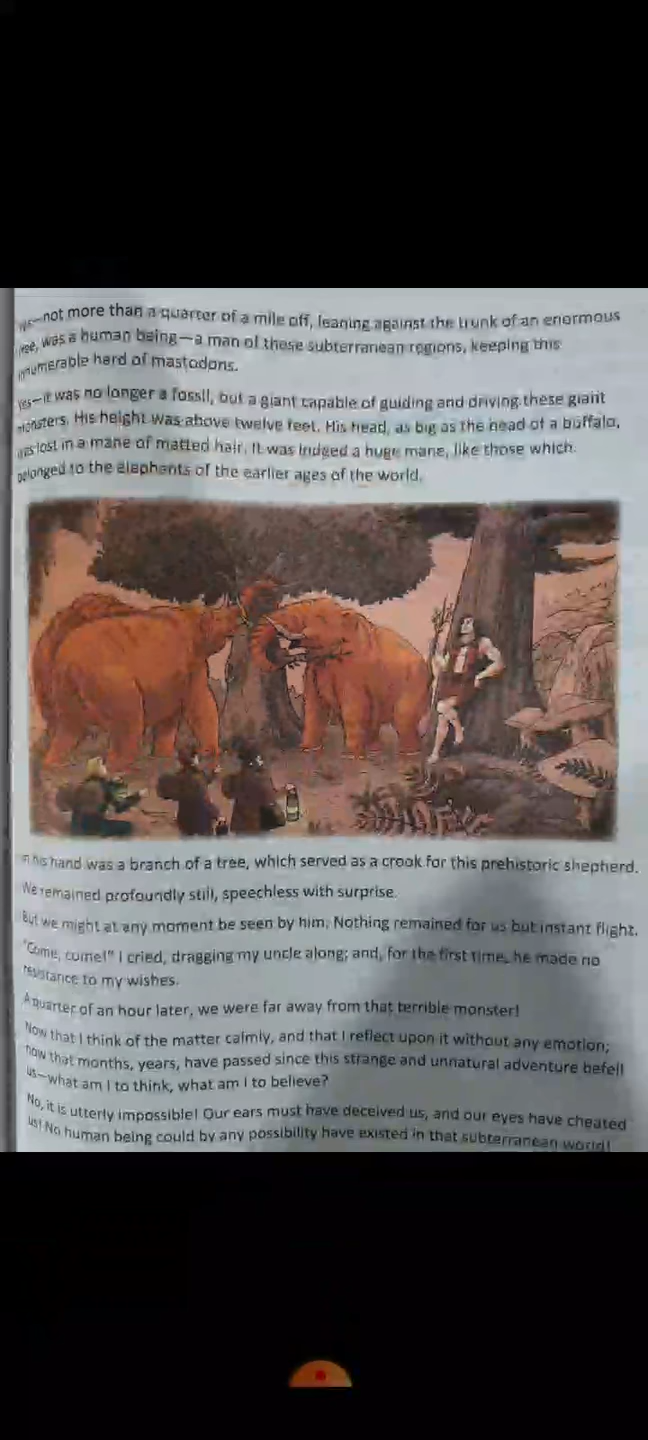 not more than a quarter of a mile off, leaning against the trunk of an enormous
tree, was a human being—a man of these subterranean regions, keeping this
innumerable herd of mastodons.
Yes—it was no longer a fossil, but a giant capable of guiding and driving these giant
monsters. His height was above twelve feet. His head, as big as the head of a buffalo,
was lost in a mane of matted hair. It was indeed a huge mane, like those which
belonged to the elephants of the earlier ages of the world.
In his hand was a branch of a tree, which served as a crook for this prehistoric shepherd.
We remained profoundly still, speechless with surprise.
But we might at any moment be seen by him. Nothing remained for us but instant flight.
"Come, come!" I cried, dragging my uncle along; and, for the first time, he made no
resistance to my wishes.
A quarter of an hour later, we were far away from that terrible monster!
Now that I think of the matter calmly, and that I reflect upon it without any emotion;
now that months, years, have passed since this strange and unnatural adventure befell
us—what am I to think, what am I to believe?
No, it is utterly impossible! Our ears must have deceived us, and our eyes have cheated
us! No human being could by any possibility have existed in that subterranean world!